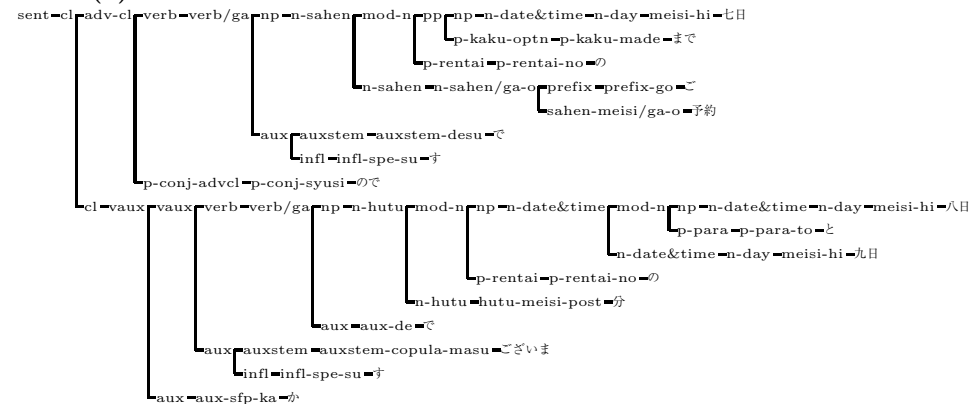 sent cl adv-cl verb verb/ga np n-sahen mod-n pp np n-date&time n-day meisi-hi 七日
p-kaku-optn p-kaku-made まで
p-rentai p-rentai-no の
n-sahen n-sahen/ga-o prefix prefix-go ご
sahen-meisi/ga-o 予約
aux auxstem auxstem-desu で
infl infl-spe-su す
p-conj-advcl p-conj-syusi ので
cl vaux vaux verb verb/ga np n-hutu mod-n np n-date&time mod-n np n-date&time n-day meisi-hi 八日
p-para p-para-to と
n-date&time n-day meisi-hi 九日
p-rentai p-rentai-no の
n-hutu hutu-meisi-post 分
aux aux-de で
aux auxstem auxstem-copula-masu ございま
infl infl-spe-su す
aux aux-sfp-ka か